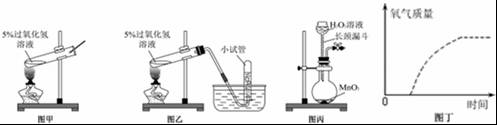 5%过氧化氢
溶液
图甲
5%过氧化氢
溶液
小试管
图乙
H₂O₂溶液
长颈漏斗
MnO₂
图丙
氧气质量
0
时间
图丁